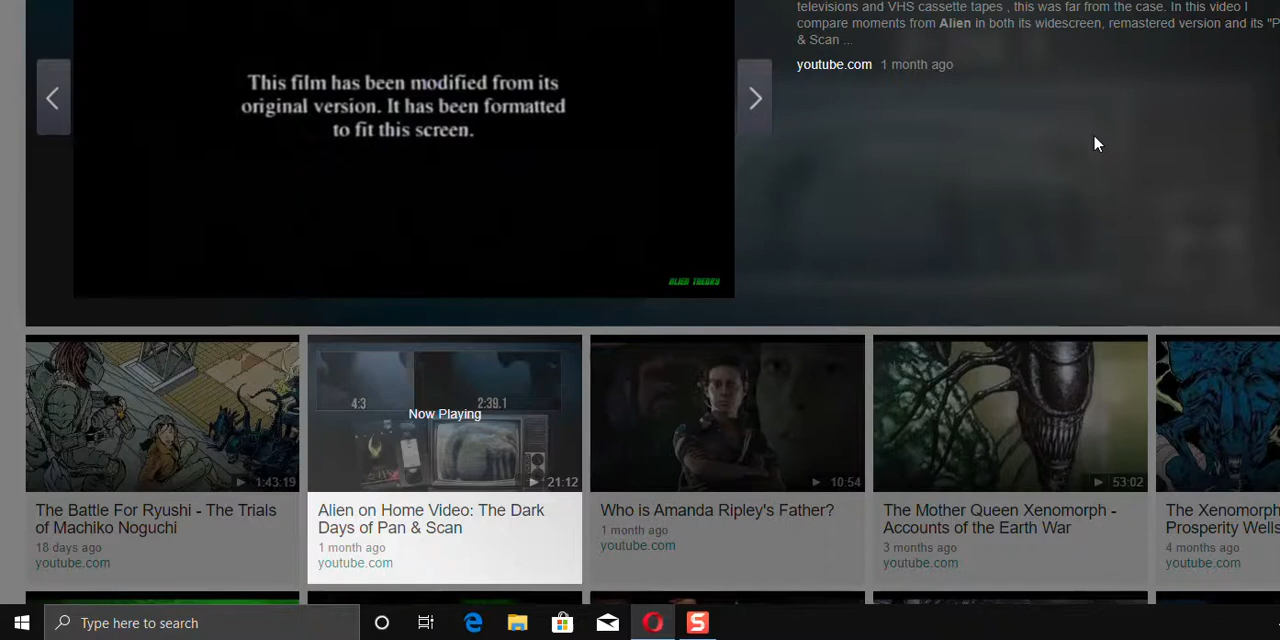 televisions and VHS cassette tapes , this was far from the case. In this video I
compare moments from Alien in both its widescreen, remastered version and its "P
& Scan ...
youtube.com 1 month ago
This film has been modified from its
original version. It has been formatted
to fit this screen.
ALIEN THEORY
4:3
2:39.1
Now Playing
1:43:19
21:12
10:54
53:02
The Battle For Ryushi - The Trials
of Machiko Noguchi
18 days ago
youtube.com
Alien on Home Video: The Dark
Days of Pan & Scan
1 month ago
youtube.com
Who is Amanda Ripley's Father?
1 month ago
youtube.com
The Mother Queen Xenomorph -
Accounts of the Earth War
3 months ago
youtube.com
The Xenomorph
Prosperity Wells
4 months ago
youtube.com
Type here to search